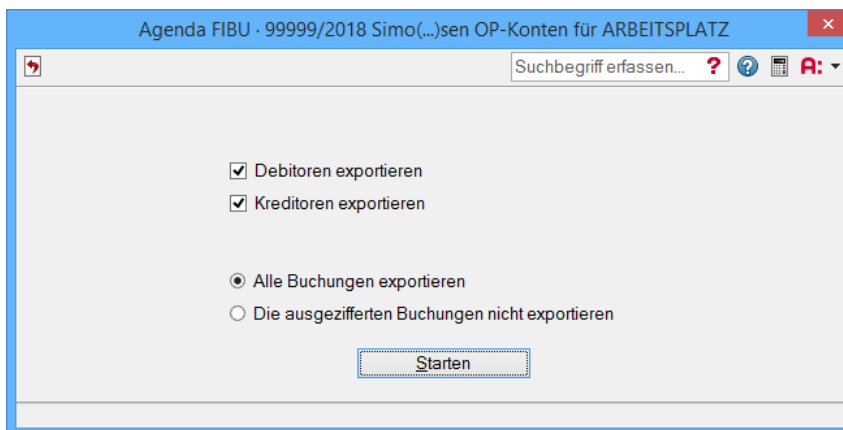 Agenda FIBU · 99999/2018 Simo(...)sen OP-Konten für ARBEITSPLATZ
Suchbegriff erfassen... ? ? A:
Debitoren exportieren
Kreditoren exportieren
Alle Buchungen exportieren
Die ausgezifferten Buchungen nicht exportieren
Starten